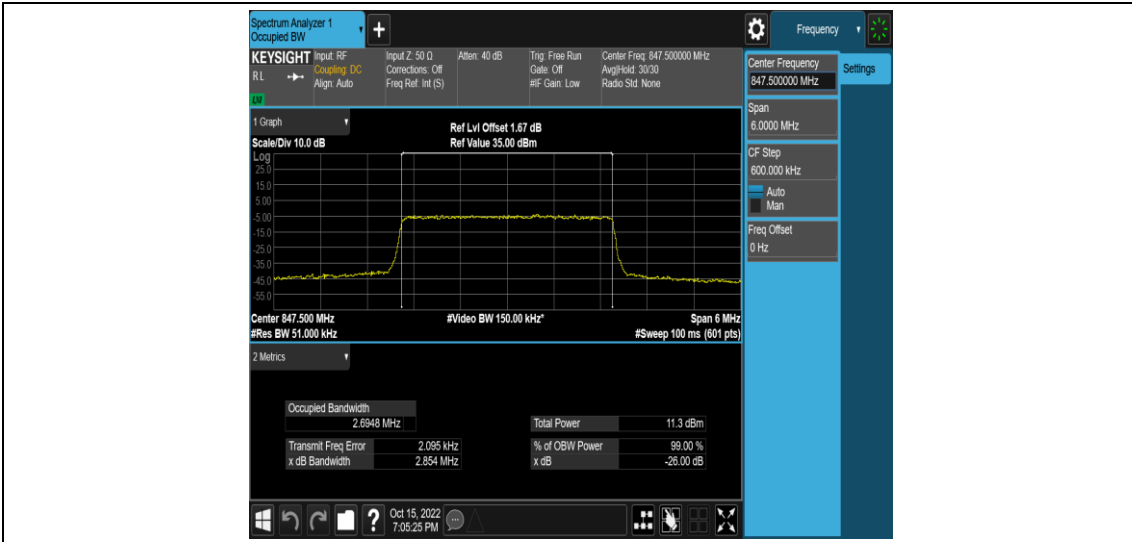 Spectrum Analyzer 1
Occupied BW
Frequency
KEYSIGHT
RL
LXI
Input: RF
Coupling: DC
Align: Auto
Input Z: 50 Ω
Corrections: Off
Freq Ref: Int (S)
Atten: 40 dB
Trig: Free Run
Gate: Off
#IF Gain: Low
Center Freq: 847.500000 MHz
Avg|Hold: 30/30
Radio Std: None
Center Frequency
847.500000 MHz
Settings
Span
6.0000 MHz
CF Step
600.000 kHz
Auto
Man
Freq Offset
0 Hz
1 Graph
Scale/Div 10.0 dB
Ref Lvl Offset 1.67 dB
Ref Value 35.00 dBm
Log
25.0
15.0
5.00
-5.00
-15.0
-25.0
-35.0
-45.0
-55.0
Center 847.500 MHz
#Video BW 150.00 kHz*
Span 6 MHz
#Res BW 51.000 kHz
#Sweep 100 ms (601 pts)
2 Metrics
Occupied Bandwidth
2.6948 MHz
Total Power 11.3 dBm
Transmit Freq Error 2.095 kHz
% of OBW Power 99.00 %
x dB Bandwidth 2.854 MHz
x dB -26.00 dB
?
Oct 15, 2022
7:05:25 PM